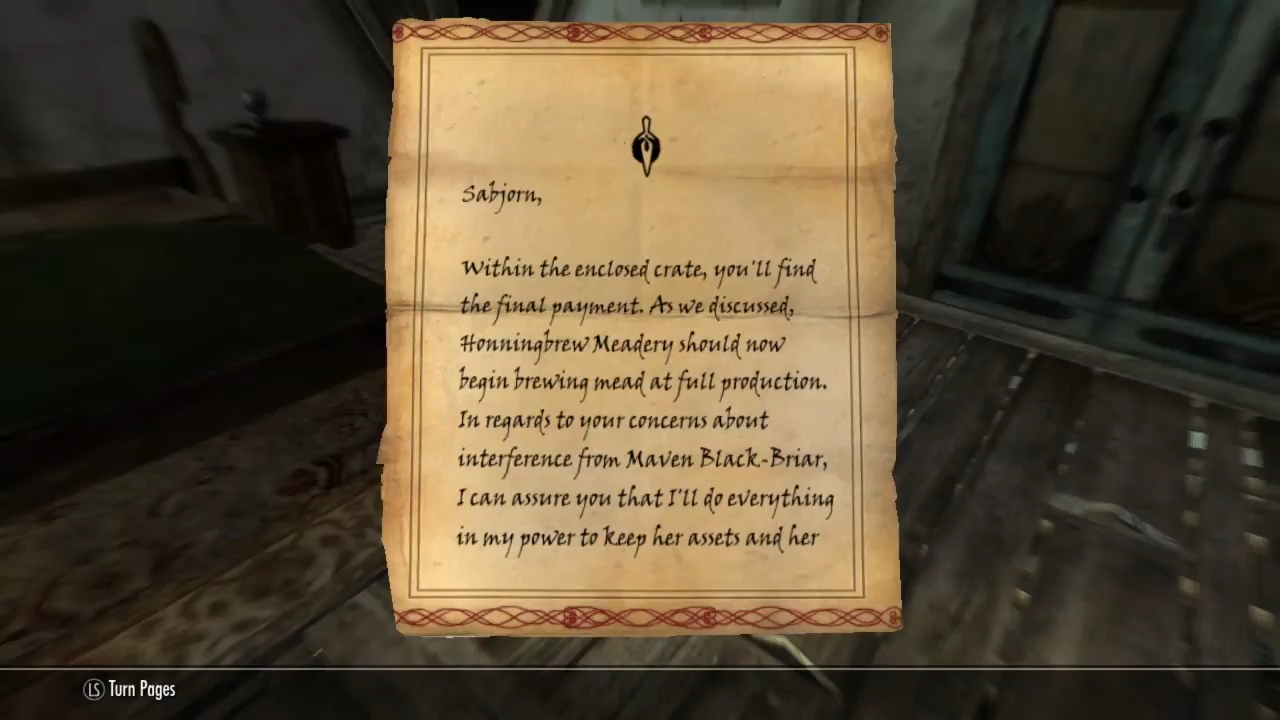 Sabjorn,
Within the enclosed crate, you'll find
the final payment. As we discussed,
Honningbrew Meadery should now
begin brewing mead at full production.
In regards to your concerns about
interference from Maven Black-Briar,
I can assure you that I'll do everything
in my power to keep her assets and her
LS Turn Pages